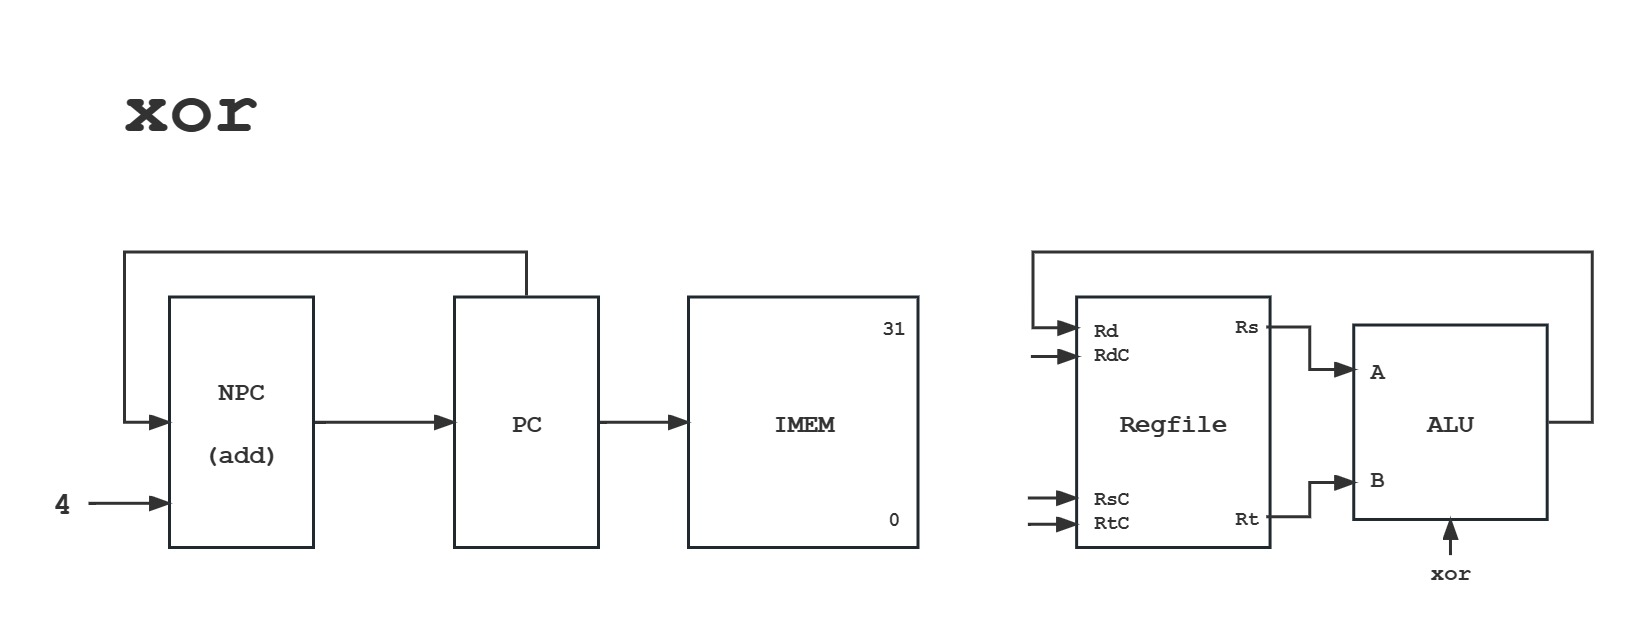 xor
NPC
(add)
4
PC
IMEM
31
0
Rd
RdC
Rs
Regfile
RsC
RtC
Rt
A
ALU
B
xor